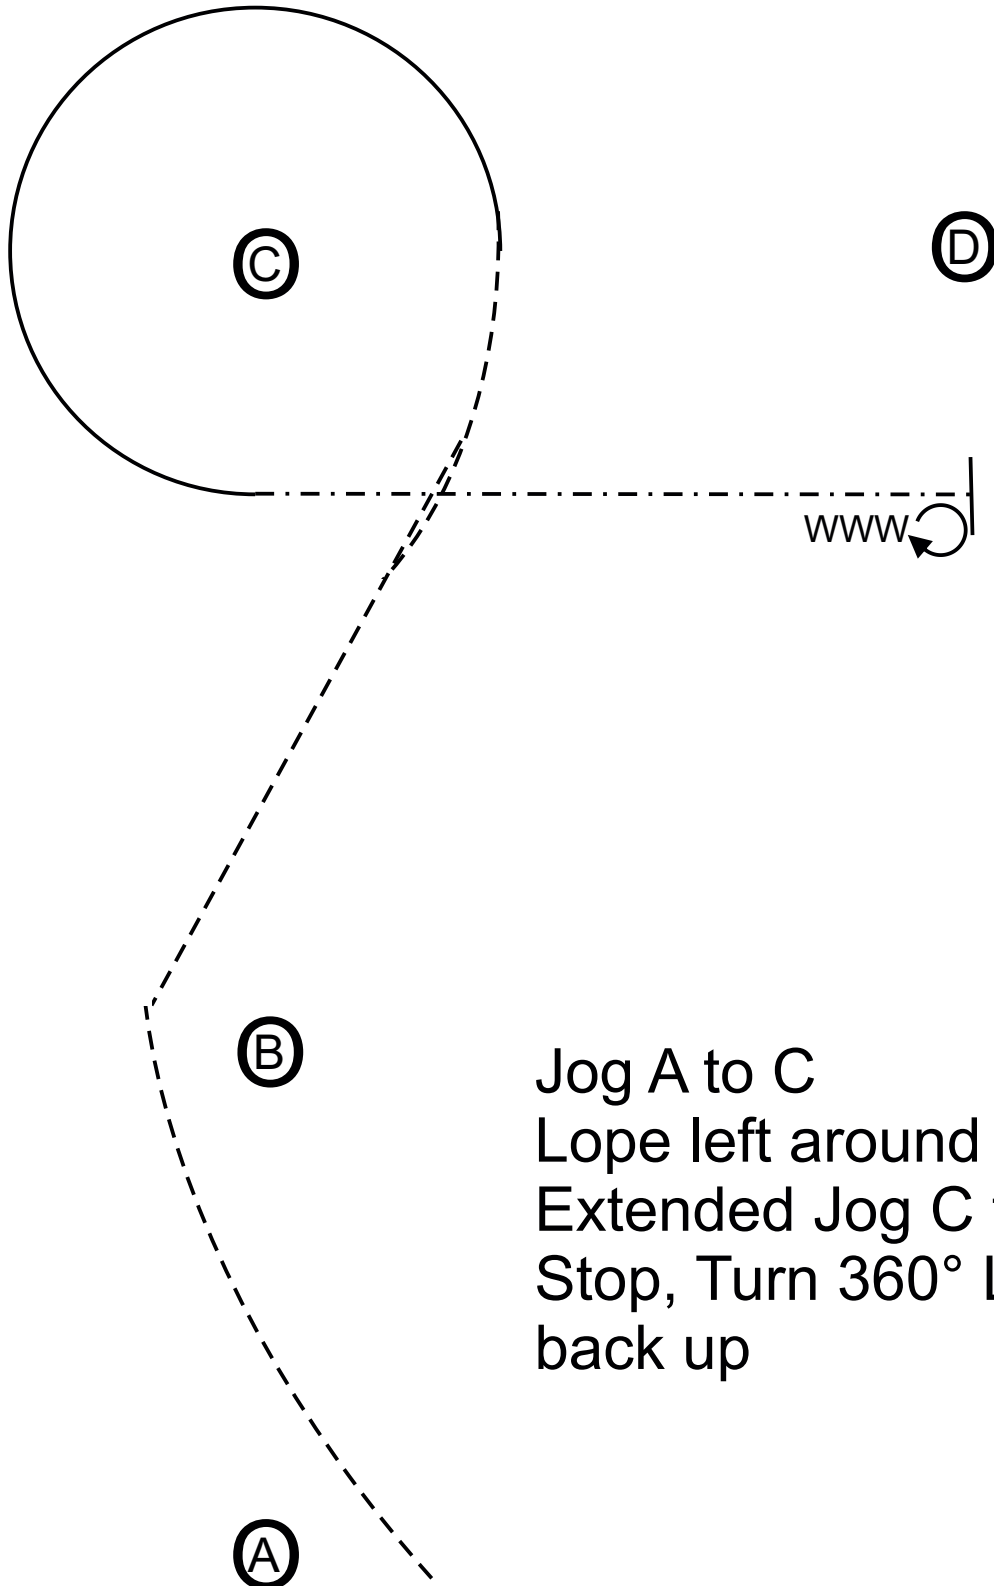 C
D
WWW
B
Jog A to C
Lope left around
Extended Jog C
Stop, Turn 360°
back up
A